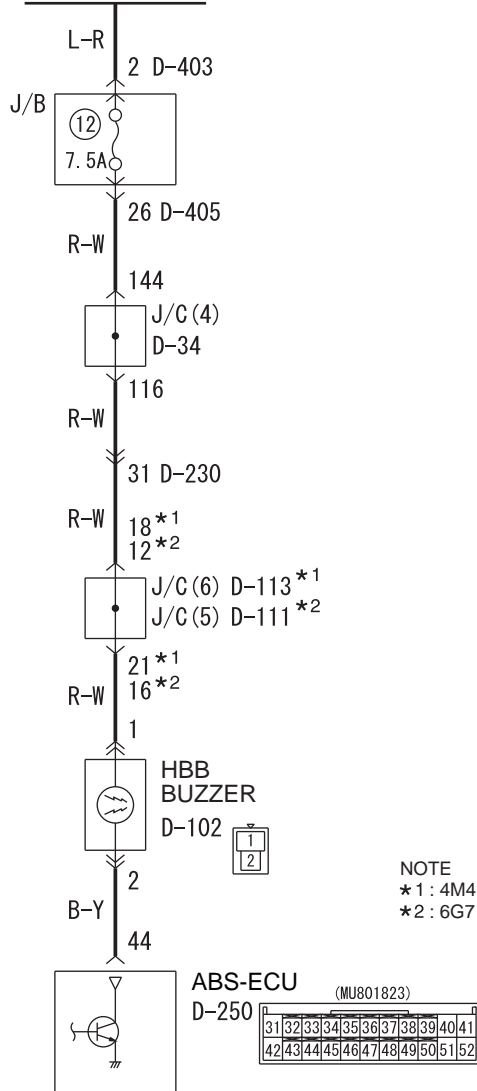 L-R
2 D-403
J/B
12
7.5A
26 D-405
R-W
144
J/C(4)
D-34
116
R-W
31 D-230
R-W
18*1
12*2
J/C(6) D-113*1
J/C(5) D-111*2
21*1
16*2
R-W
1
HBB
BUZZER
D-102
1
2
2
B-Y
44
NOTE
*1 : 4M4
*2 : 6G7
ABS-ECU
D-250
(MU801823)
31 32 33 34 35 36 37 38 39 40 41
42 43 44 45 46 47 48 49 50 51 52